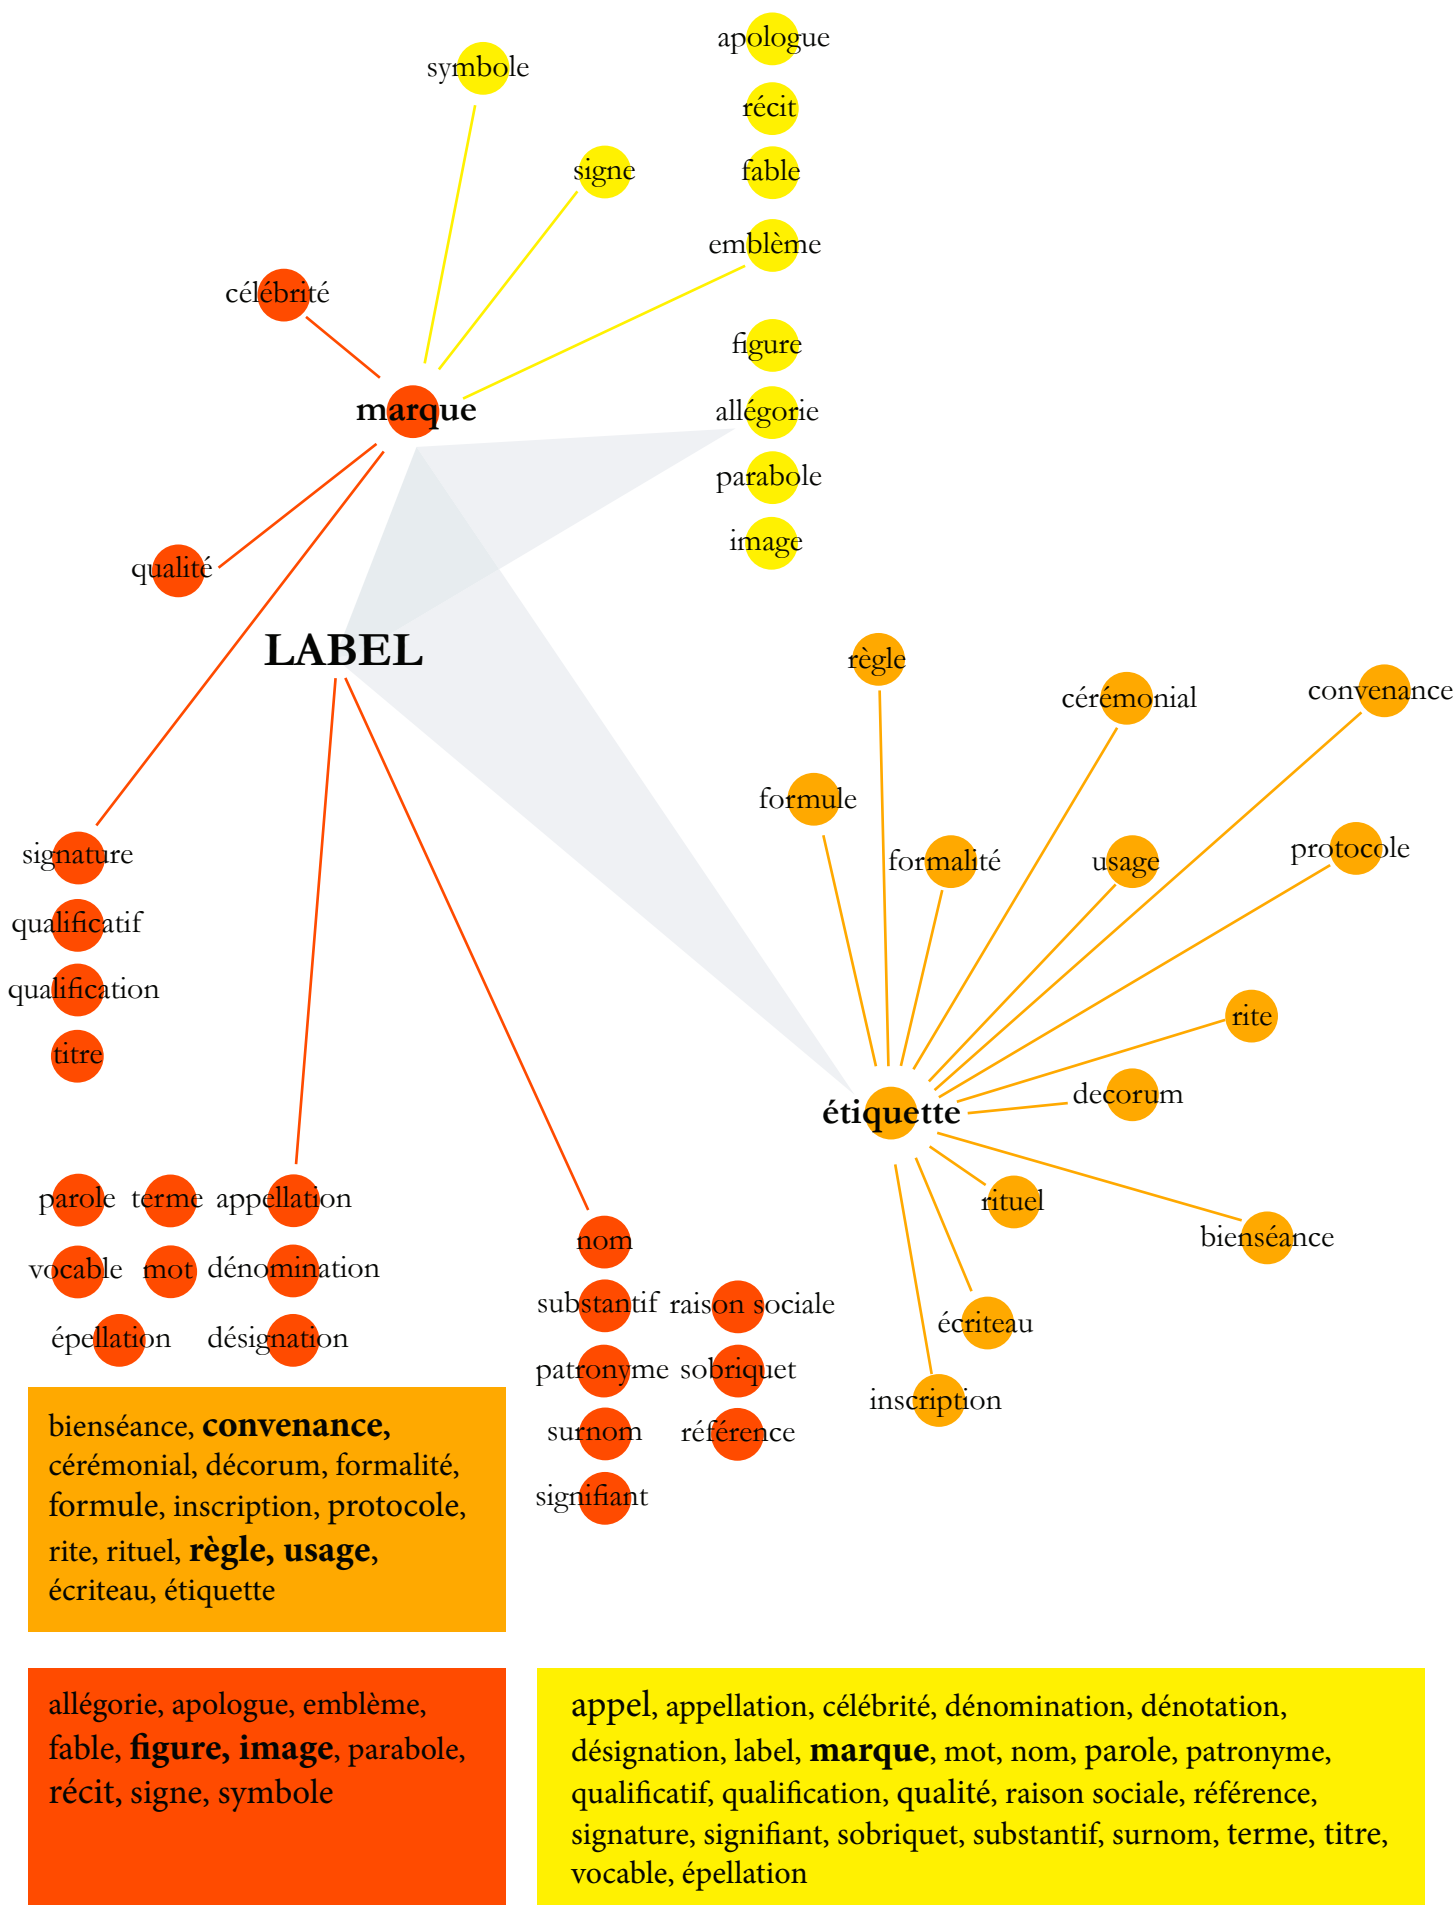 apologue
symbole
récit
signe
fable
emblème
célébrité
figure
marque
allégorie
parabole
image
qualité
LABEL
règle
cérémonial
convenance
formule
formalité
usage
protocole
signature
qualificatif
qualification
titre
rite
decorum
étiquette
rituel
bienséance
écriteau
inscription
parole terme appellation
vocable mot dénomination
épellation désignation
nom
substantif raison sociale
patronyme sobriquet
surnom référence
signifiant
bienséance, convenance,
cérémonial, décorum, formalité,
formule, inscription, protocole,
rite, rituel, règle, usage,
écriteau, étiquette
allégorie, apologue, emblème,
fable, figure, image, parabole,
récit, signe, symbole
appel, appellation, célébrité, dénomination, dénotation,
désignation, label, marque, mot, nom, parole, patronyme,
qualificatif, qualification, qualité, raison sociale, référence,
signature, signifiant, sobriquet, substantif, surnom, terme, titre,
vocable, épellation